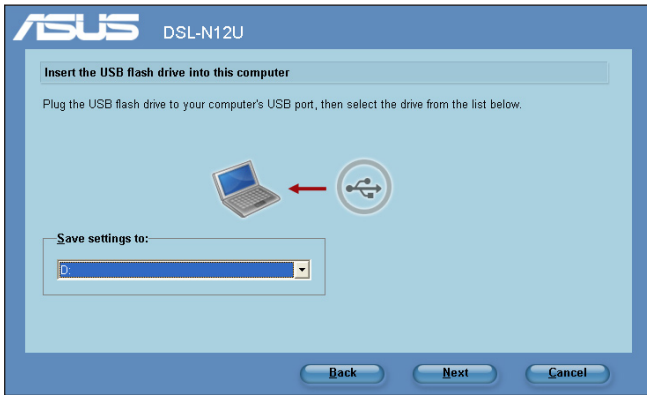 ASUS DSL-N12U
Insert the USB flash drive into this computer
Plug the USB flash drive to your computer's USB port, then select the drive from the list below.
Save settings to:
D:
Back Next Cancel